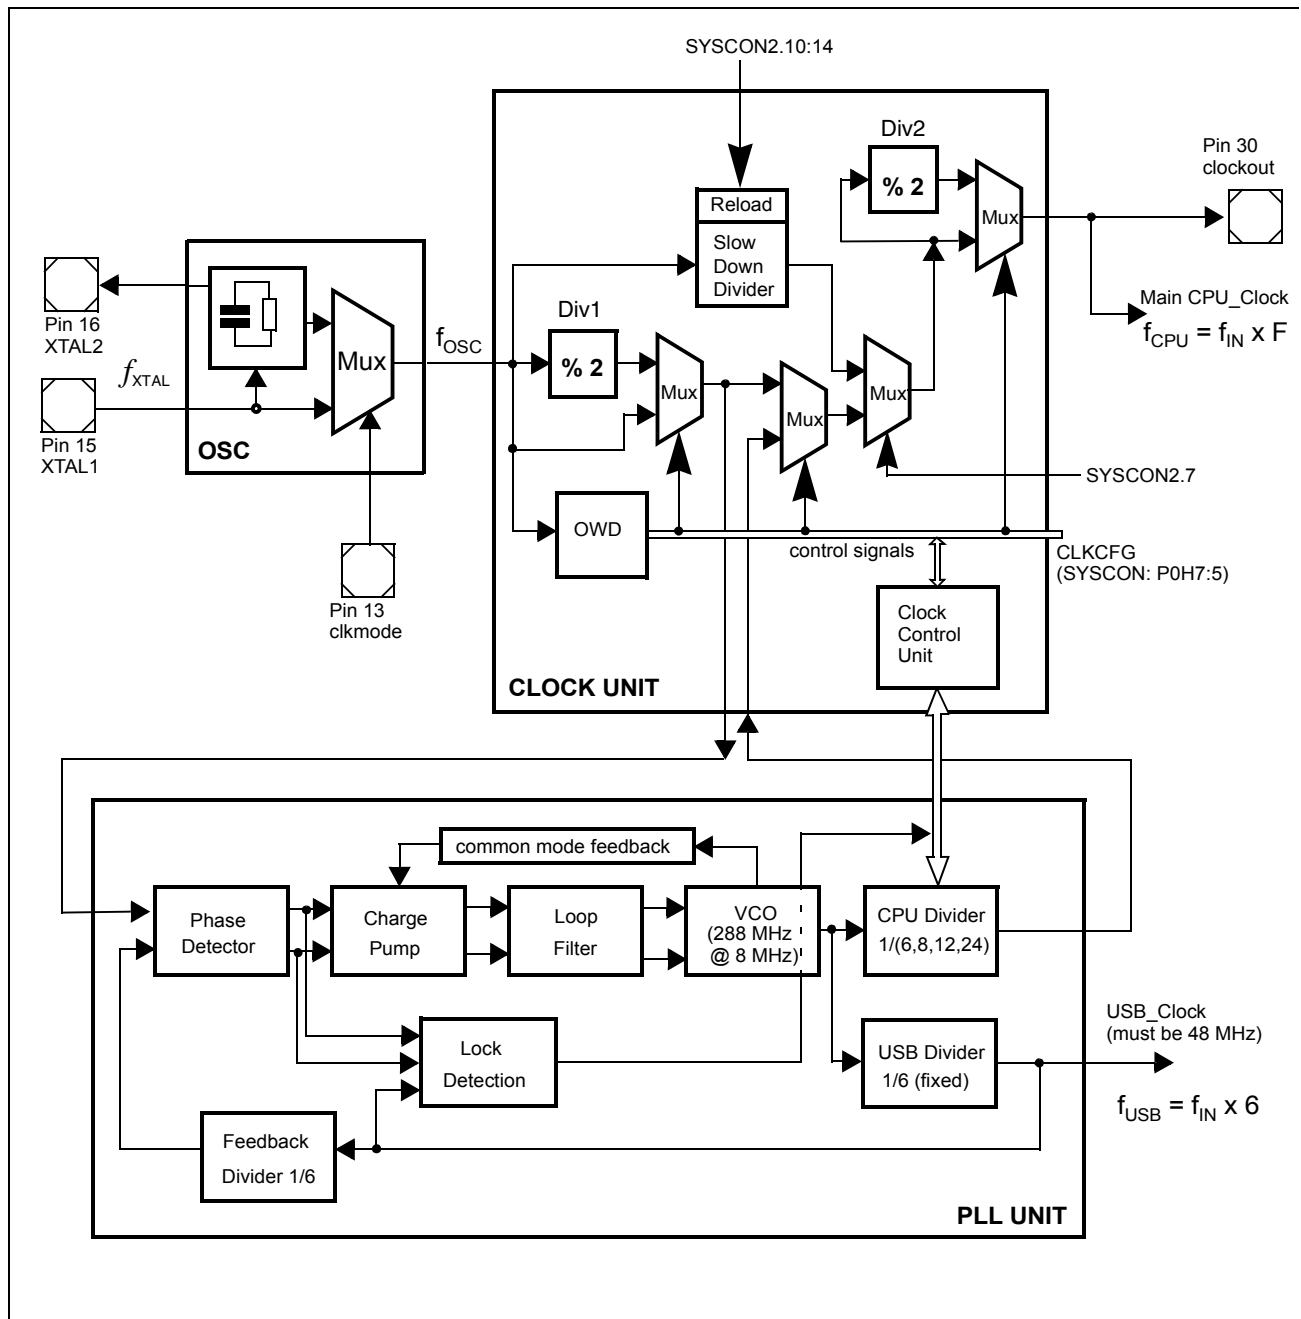 SYSCON2.10:14
Div2
% 2
Mux
Pin 30
clockout
Reload
Slow
Down
Divider
Main CPU_Clock
fCPU = fIN x F
Pin 16
XTAL2
fXTAL
Mux
fOSC
Div1
% 2
Mux
Mux
Mux
Pin 15
XTAL1
OSC
SYSCON2.7
OWD
control signals
CLKCFG
(SYSCON: P0H7:5)
Pin 13
clkmode
Clock
Control
Unit
CLOCK UNIT
common mode feedback
Phase
Detector
Charge
Pump
Loop
Filter
VCO
(288 MHz
@ 8 MHz)
CPU Divider
1/(6,8,12,24)
Lock
Detection
USB Divider
1/6 (fixed)
USB_Clock
(must be 48 MHz)
fUSB = fIN x 6
Feedback
Divider 1/6
PLL UNIT